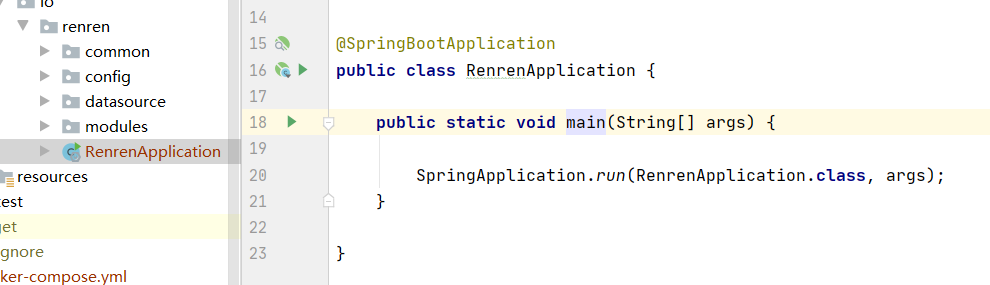 io
renren
common
config
datasource
modules
RenrenApplication
resources
test
get
gnore
ker-compose.yml
14
15 @SpringBootApplication
16 public class RenrenApplication {
17
18 public static void main(String[] args) {
19
20 SpringApplication.run(RenrenApplication.class, args);
21 }
22
23 }